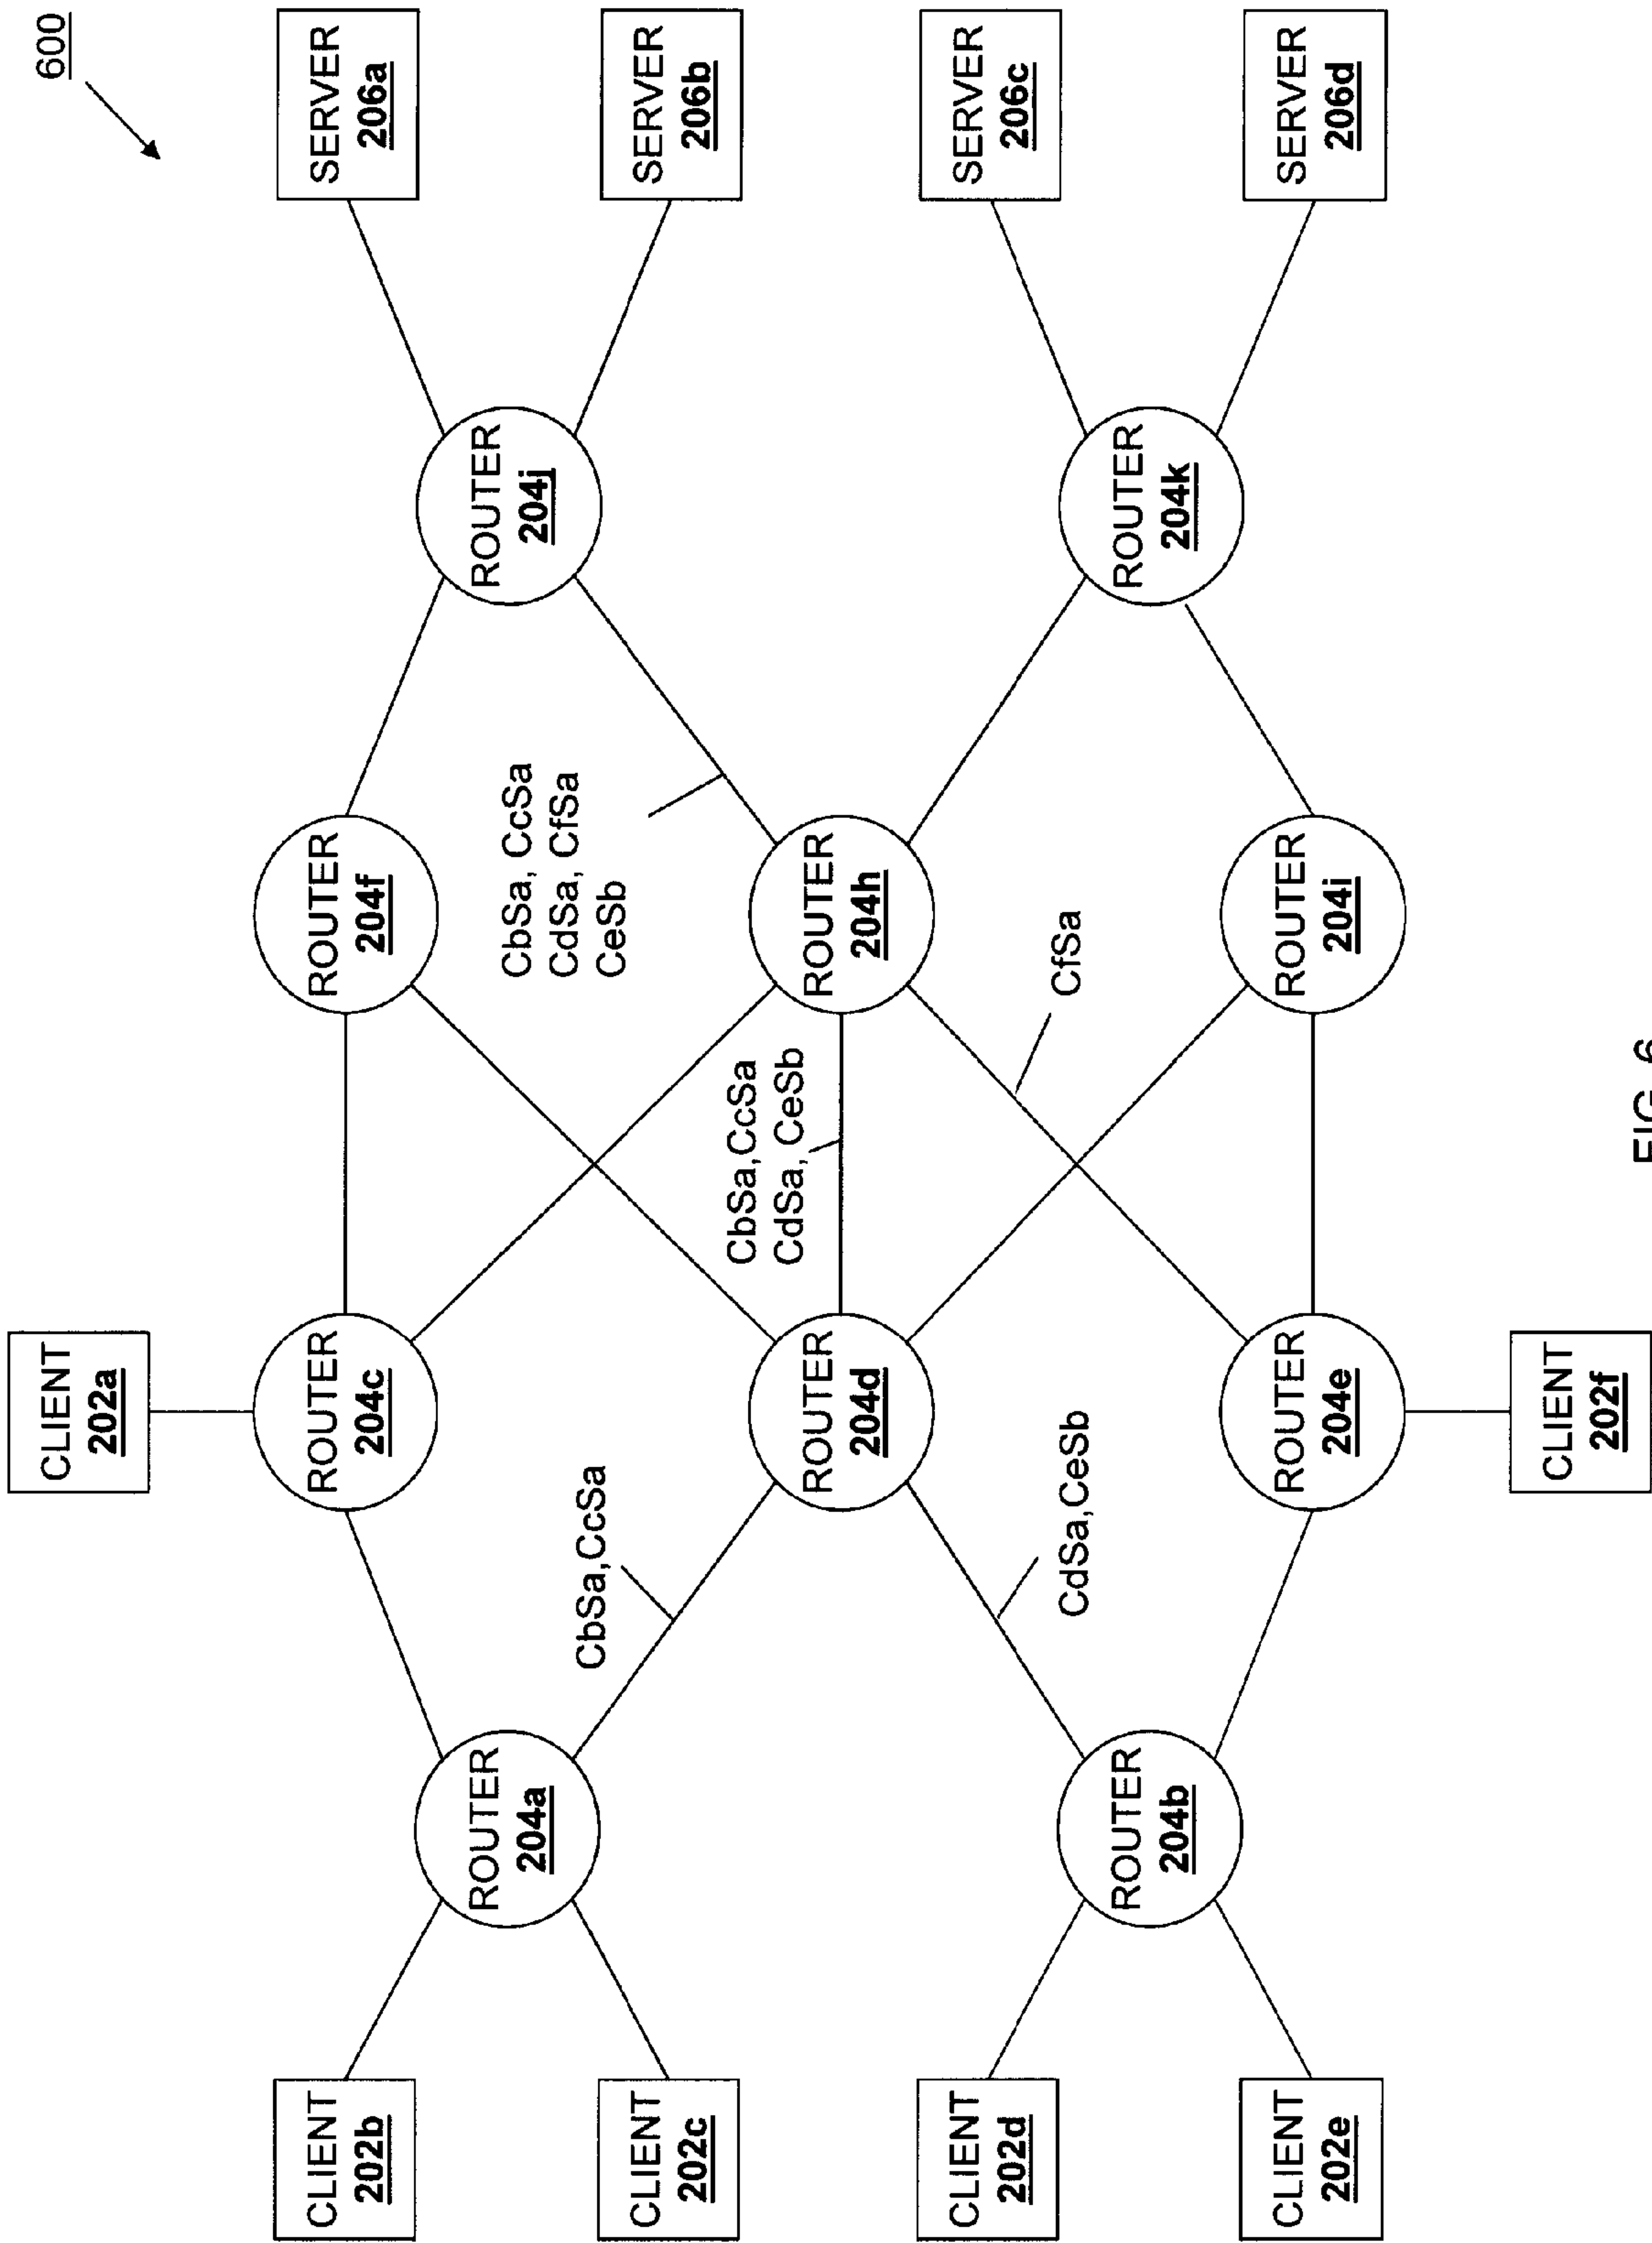 600
CLIENT
202a
CLIENT
202b
ROUTER
204a
ROUTER
204c
ROUTER
204f
ROUTER
204j
SERVER
206a
CbSa, CcSa
CdSa, CfSa
CeSb
CLIENT
202c
CbSa,CcSa
SERVER
206b
CbSa,CcSa
CdSa, CeSb
ROUTER
204d
ROUTER
204h
CLIENT
202d
ROUTER
204b
CdSa,CeSb
CfSa
ROUTER
204k
SERVER
206c
CLIENT
202e
ROUTER
204e
ROUTER
204i
SERVER
206d
CLIENT
202f
FIG. 6